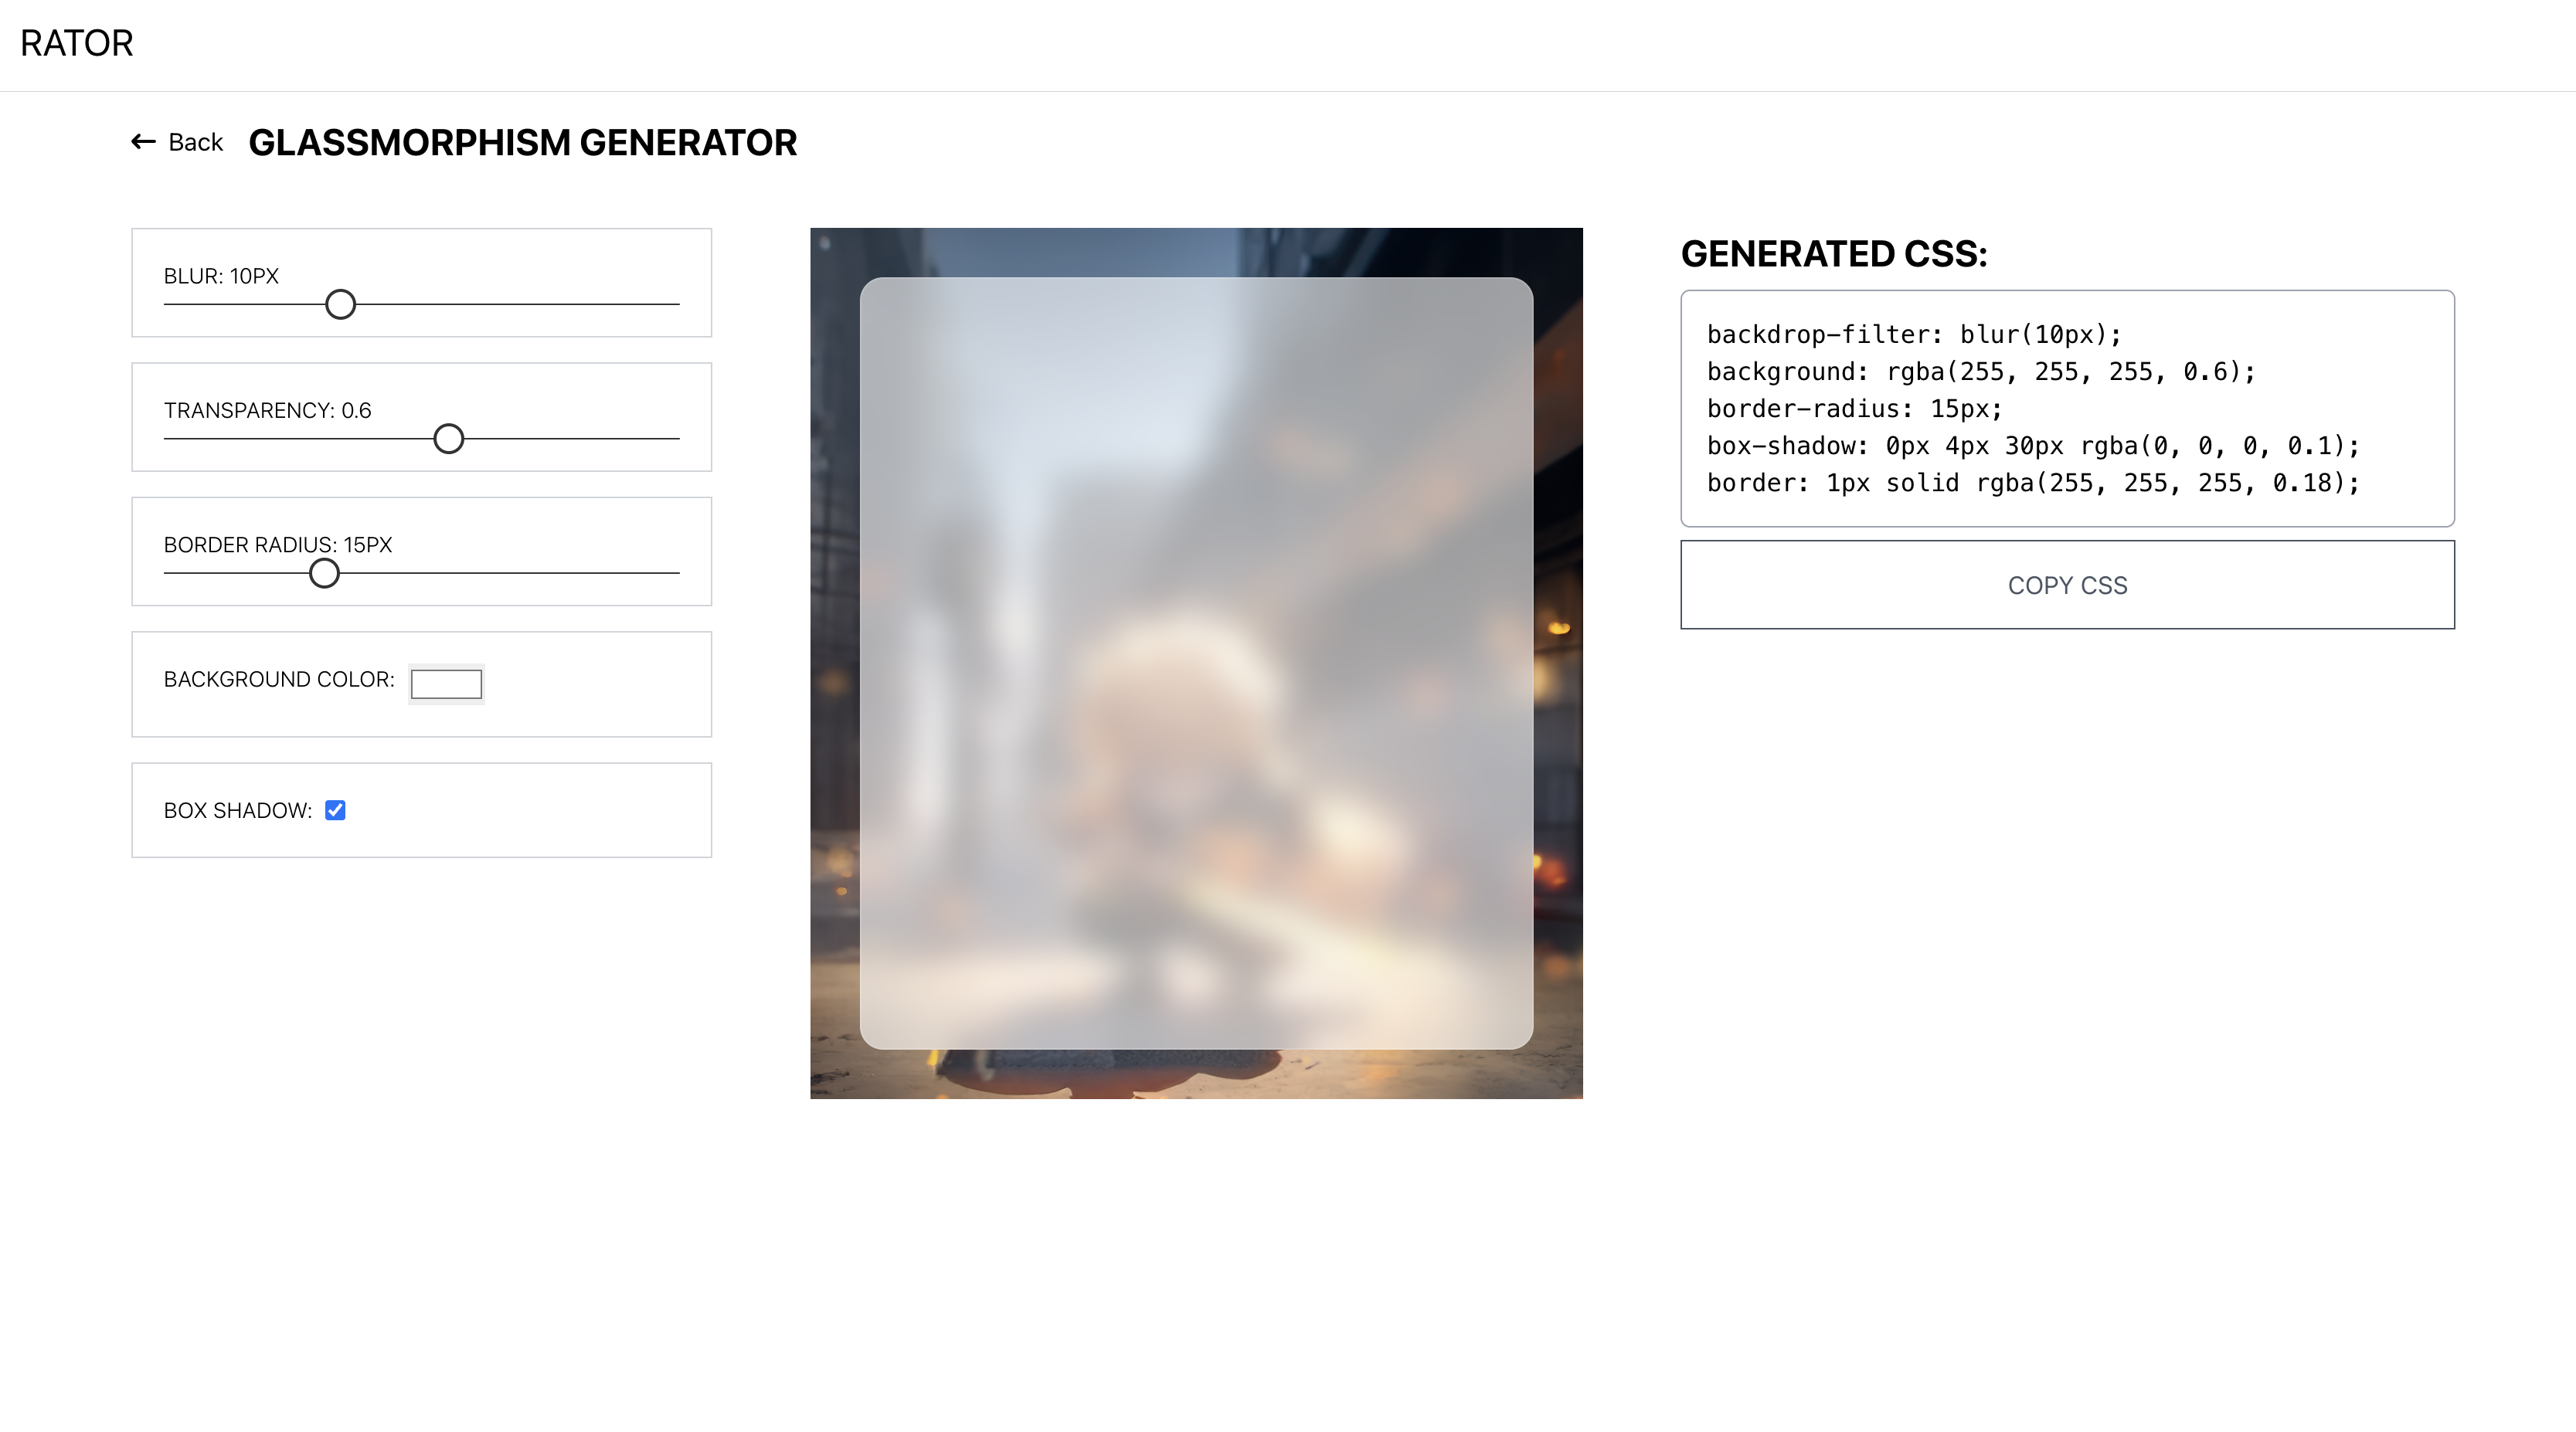 RATOR
Back GLASSMORPHISM GENERATOR
BLUR: 10PX
TRANSPARENCY: 0.6
BORDER RADIUS: 15PX
BACKGROUND COLOR:
BOX SHADOW:
GENERATED CSS:
backdrop-filter: blur(10px);
background: rgba(255, 255, 255, 0.6);
border-radius: 15px;
box-shadow: 0px 4px 30px rgba(0, 0, 0, 0.1);
border: 1px solid rgba(255, 255, 255, 0.18);
COPY CSS